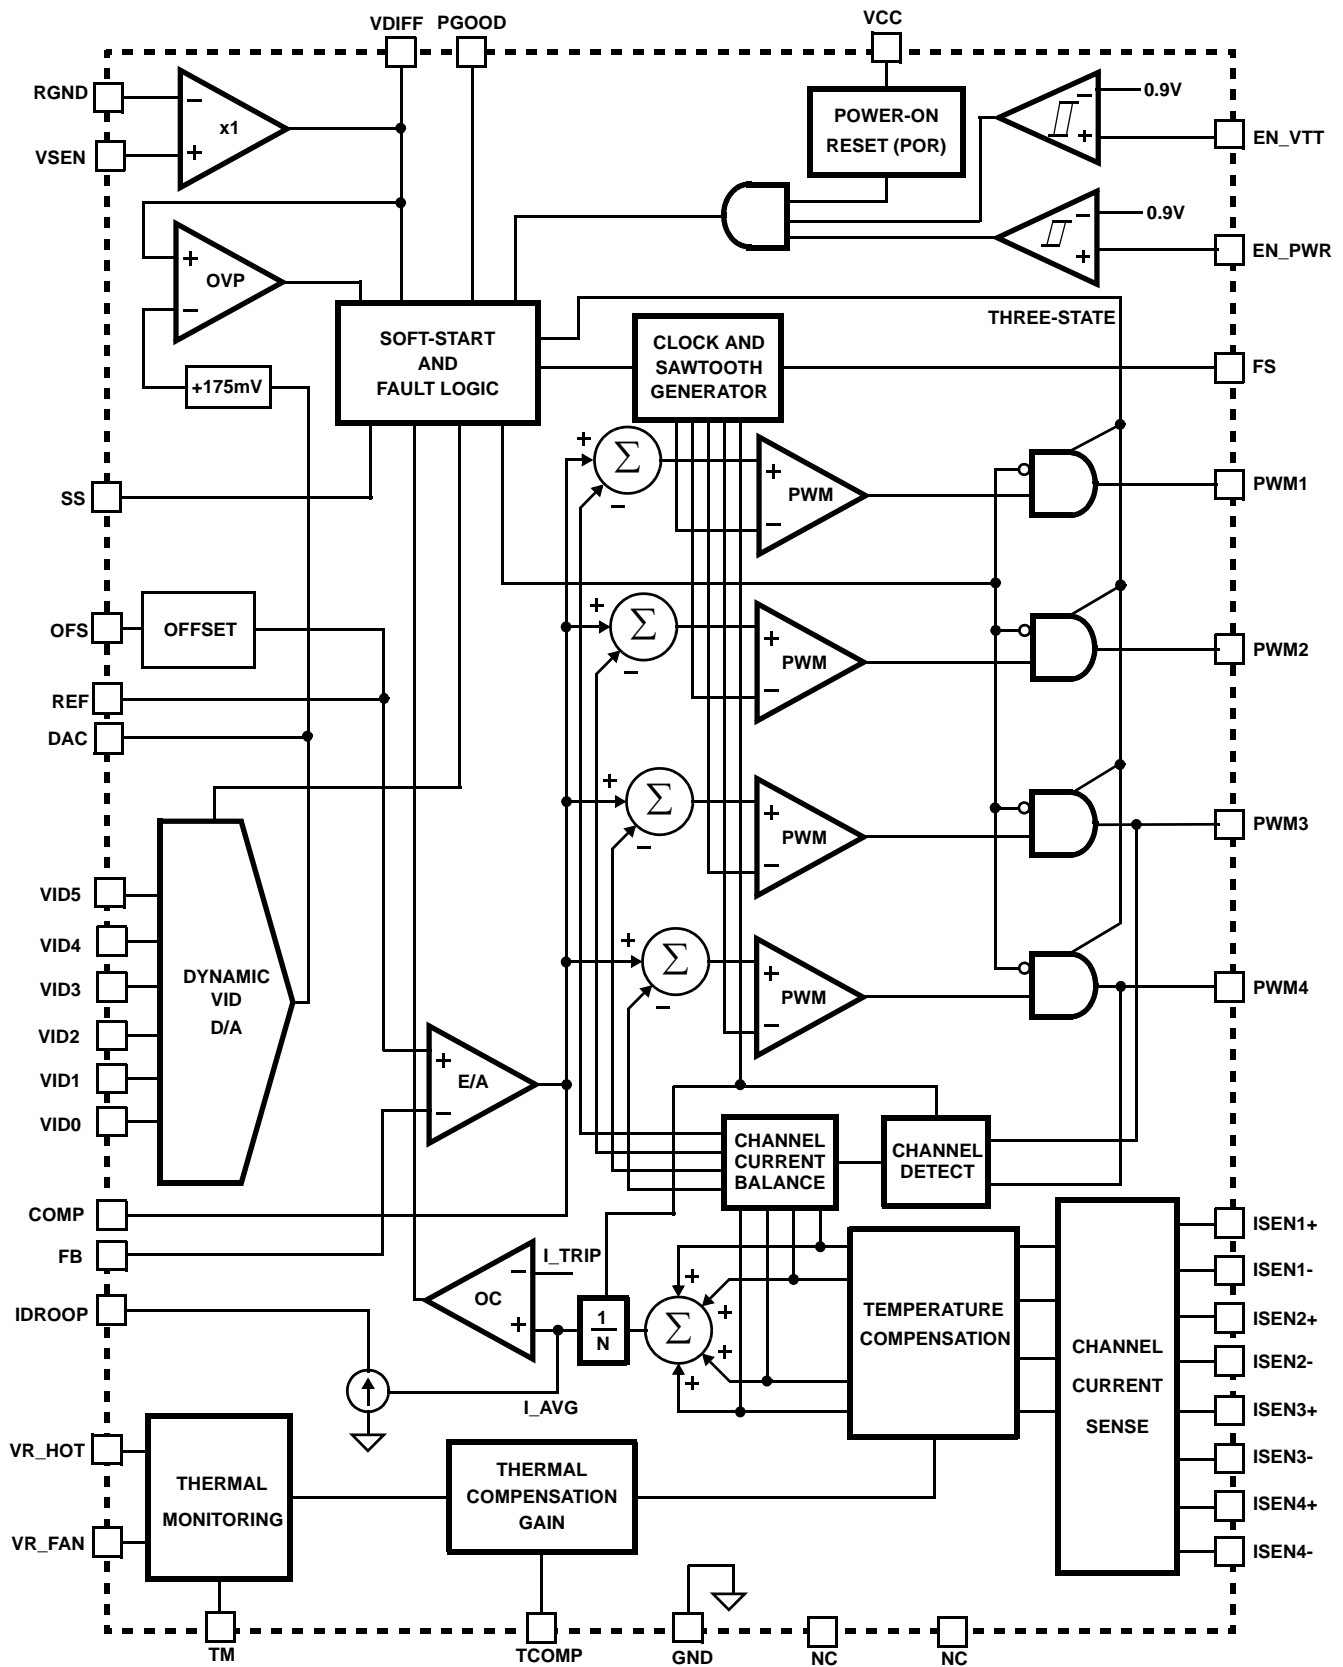 VDIFF
PGOOD
VCC
RGND
−
x1
+
VSEN
POWER-ON
RESET (POR)
−
0.9V
+
EN_VTT
−
0.9V
+
EN_PWR
+
OVP
−
+175mV
SOFT-START
AND
FAULT LOGIC
CLOCK AND
SAWTOOTH
GENERATOR
THREE-STATE
FS
SS
+
Σ
−
+
PWM
−
PWM1
OFS
OFFSET
+
Σ
−
+
PWM
−
PWM2
REF
DAC
+
Σ
−
+
PWM
−
PWM3
VID5
VID4
VID3
VID2
VID1
VID0
DYNAMIC
VID
D/A
+
Σ
−
+
PWM
−
PWM4
+
E/A
−
CHANNEL
CURRENT
BALANCE
CHANNEL
DETECT
COMP
FB
IDROOP
I_TRIP
−
OC
+
1
N
Σ
+
+
+
+
I_AVG
TEMPERATURE
COMPENSATION
CHANNEL
CURRENT
SENSE
ISEN1+
ISEN1-
ISEN2+
ISEN2-
ISEN3+
ISEN3-
ISEN4+
ISEN4-
VR_HOT
VR_FAN
THERMAL
MONITORING
THERMAL
COMPENSATION
GAIN
TM
TCOMP
GND
NC
NC